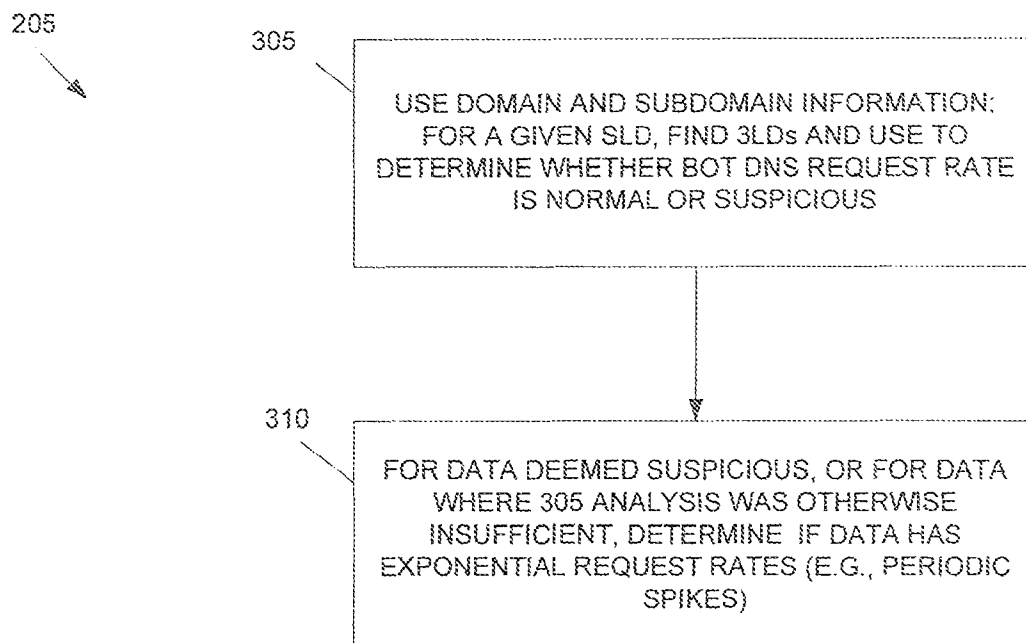 205
305
USE DOMAIN AND SUBDOMAIN INFORMATION:
FOR A GIVEN SLD, FIND 3LDs AND USE TO
DETERMINE WHETHER BOT DNS REQUEST RATE
IS NORMAL OR SUSPICIOUS
310
FOR DATA DEEMED SUSPICIOUS, OR FOR DATA
WHERE 305 ANALYSIS WAS OTHERWISE
INSUFFICIENT, DETERMINE IF DATA HAS
EXPONENTIAL REQUEST RATES (E.G., PERIODIC
SPIKES)